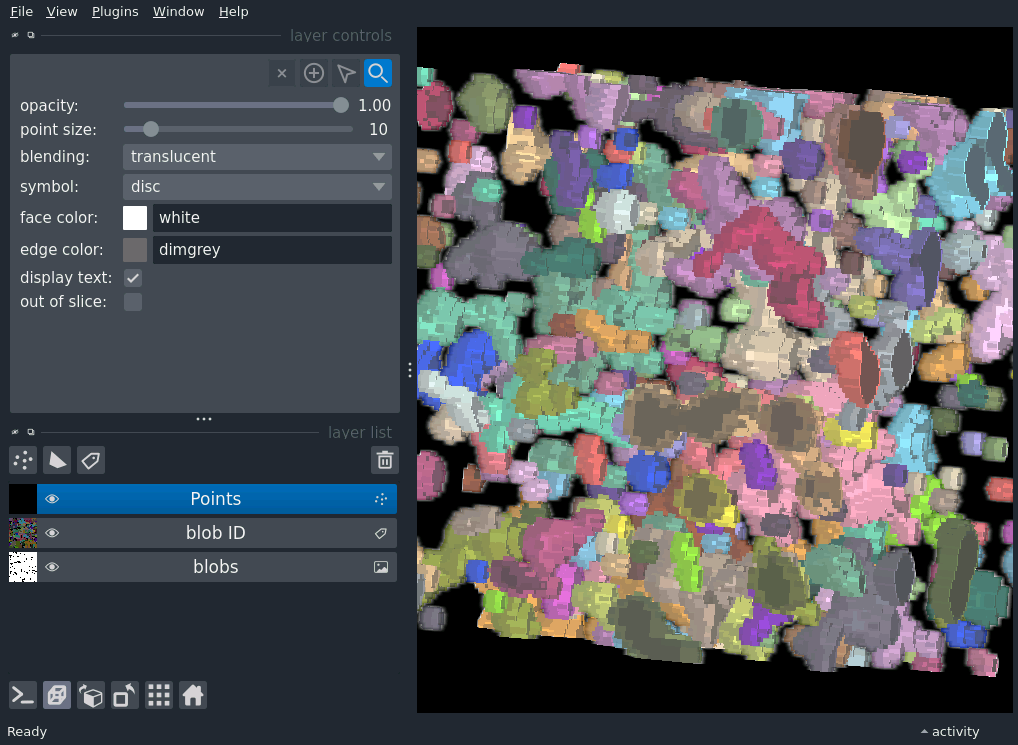 File View Plugins Window Help
layer controls
opacity: 1.00
point size: 10
blending: translucent
symbol: disc
face color: white
edge color: dimgrey
display text:
out of slice:
layer list
Points
blob ID
blobs
Ready activity